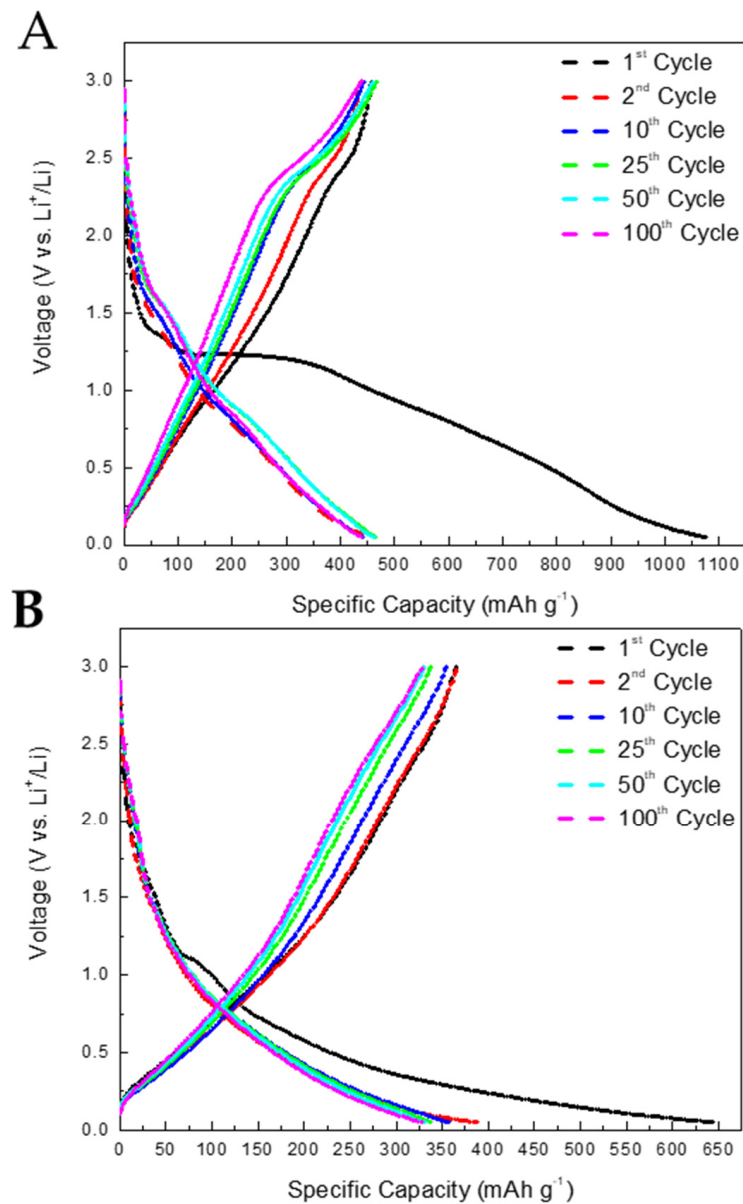 A
3.0
2.5
2.0
1.5
1.0
0.5
0.0
Voltage (V vs. Li⁺/Li)
1ˢᵗ Cycle
2ⁿᵈ Cycle
10ᵗʰ Cycle
25ᵗʰ Cycle
50ᵗʰ Cycle
100ᵗʰ Cycle
0 100 200 300 400 500 600 700 800 900 1000 1100
Specific Capacity (mAh g⁻¹)
B
3.0
2.5
2.0
1.5
1.0
0.5
0.0
Voltage (V vs. Li⁺/Li)
1ˢᵗ Cycle
2ⁿᵈ Cycle
10ᵗʰ Cycle
25ᵗʰ Cycle
50ᵗʰ Cycle
100ᵗʰ Cycle
0 50 100 150 200 250 300 350 400 450 500 550 600 650
Specific Capacity (mAh g⁻¹)